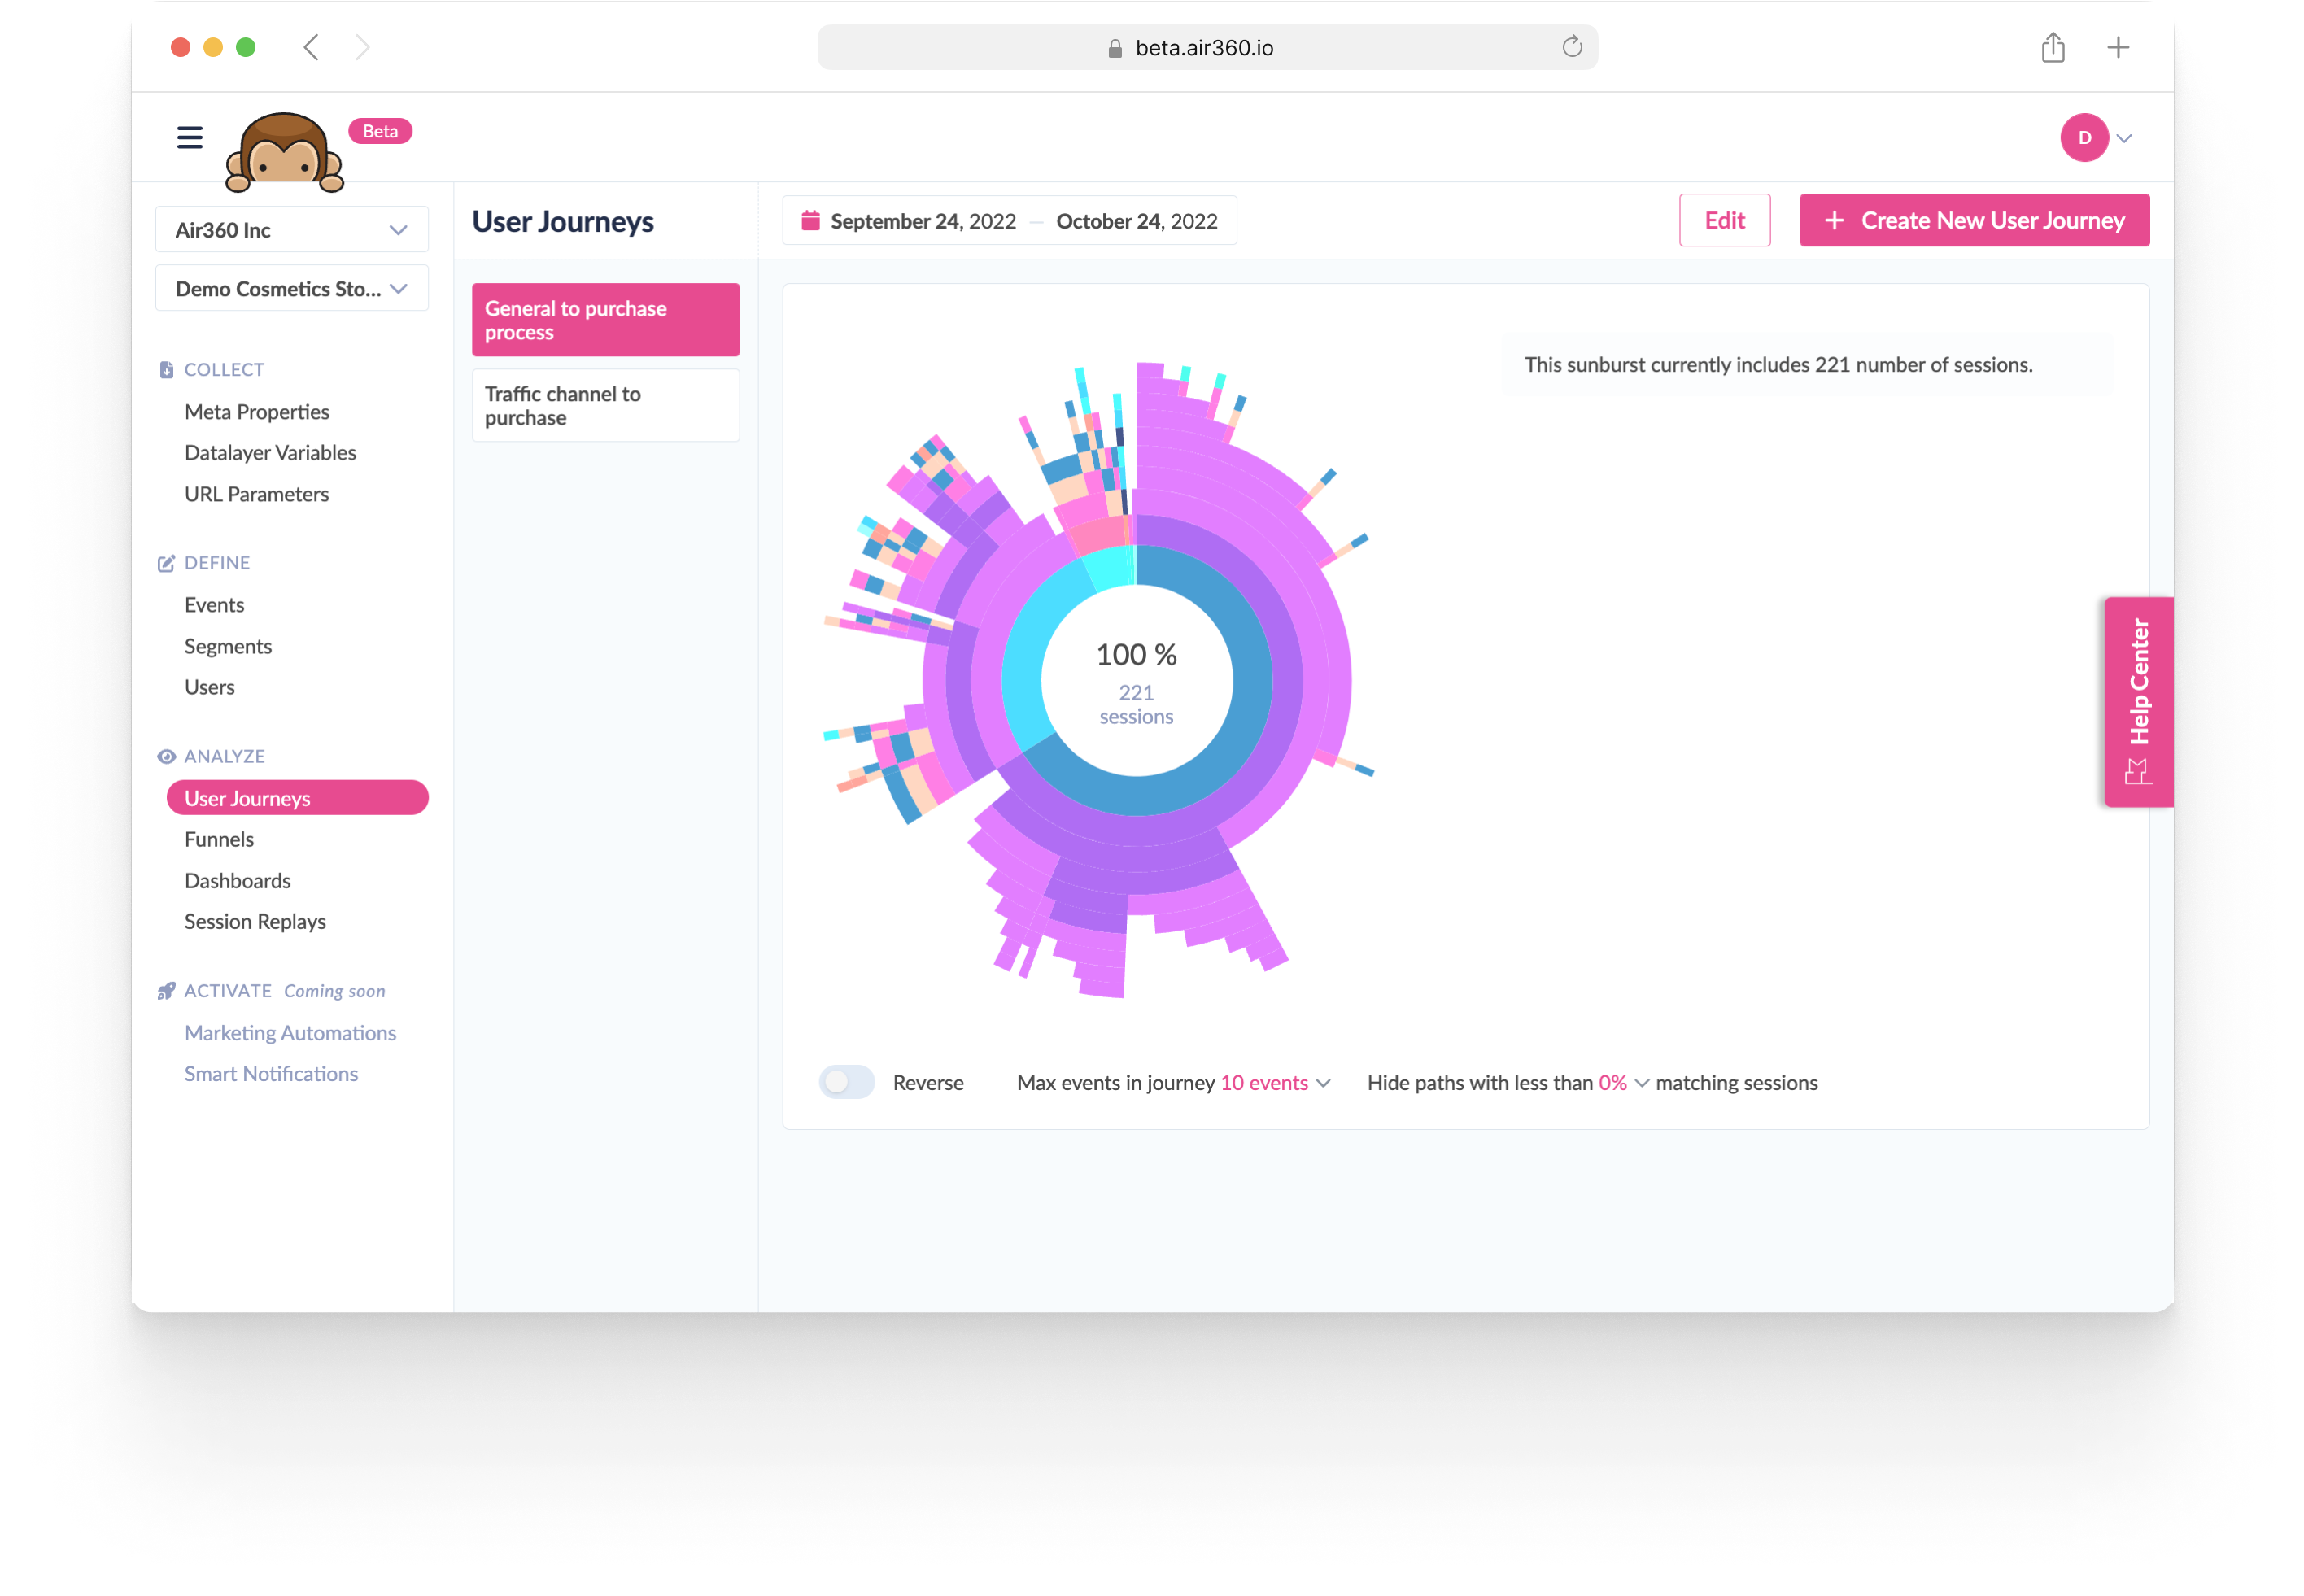 beta.air360.io
Beta
D
Air360 Inc
Demo Cosmetics Sto...
COLLECT
Meta Properties
Datalayer Variables
URL Parameters
DEFINE
Events
Segments
Users
ANALYZE
User Journeys
Funnels
Dashboards
Session Replays
ACTIVATE Coming soon
Marketing Automations
Smart Notifications
User Journeys
General to purchase
process
Traffic channel to
purchase
September 24, 2022 – October 24, 2022
Edit
+ Create New User Journey
This sunburst currently includes 221 number of sessions.
100 %
221
sessions
Reverse
Max events in journey 10 events
Hide paths with less than 0% matching sessions
Help Center